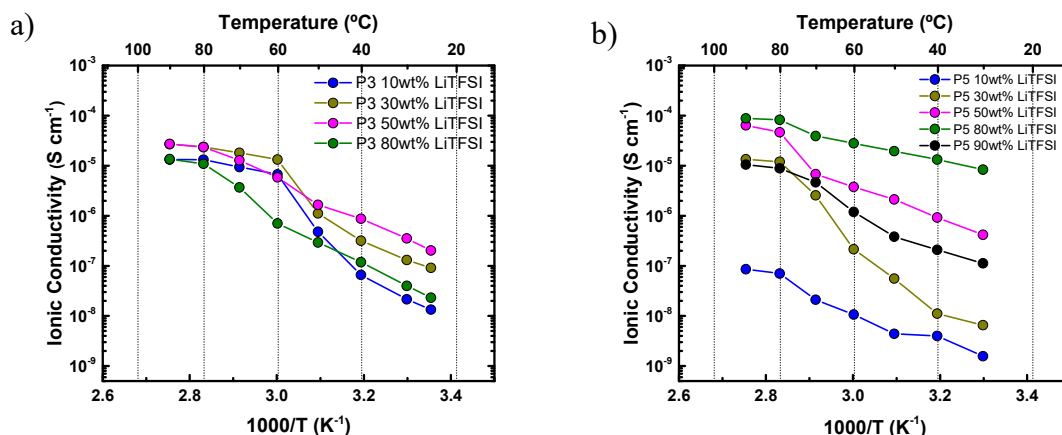 a)
Temperature (ºC)
100 80 60 40 20
10-3
10-4
10-5
10-6
10-7
10-8
10-9
Ionic Conductivity (S cm-1)
P3 10wt% LiTFSI
P3 30wt% LiTFSI
P3 50wt% LiTFSI
P3 80wt% LiTFSI
2.6 2.8 3.0 3.2 3.4
1000/T (K-1)
b)
Temperature (ºC)
100 80 60 40 20
10-3
10-4
10-5
10-6
10-7
10-8
10-9
Ionic Conductivity (S cm-1)
P5 10wt% LiTFSI
P5 30wt% LiTFSI
P5 50wt% LiTFSI
P5 80wt% LiTFSI
P5 90wt% LiTFSI
2.6 2.8 3.0 3.2 3.4
1000/T (K-1)